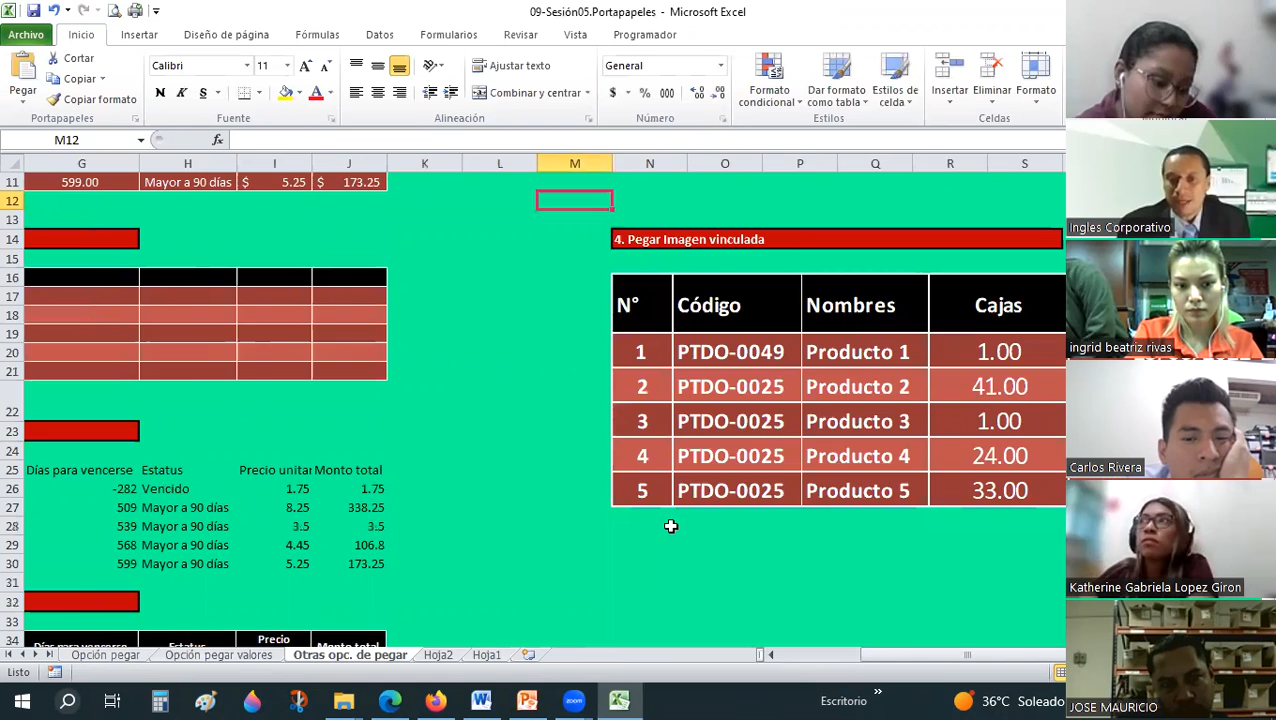 09-Sesión05.Portapapeles - Microsoft Excel
Archivo Inicio Insertar Diseño de página Fórmulas Datos Formularios Revisar Vista Programador
Cortar
Copiar
Copiar formato
Pegar
Calibri 11
N K S
Ajustar texto
Combinar y centrar
General
$ % 000
Formato condicional
Dar formato como tabla
Estilos de celda
Insertar Eliminar Formato
Portapapeles Fuente Alineación Número Estilos Celdas
M12 fx
G H I J K L M N O P Q R S
11 599.00 Mayor a 90 días $ 5.25 $ 173.25
12
13
14 4. Pegar Imagen vinculada
15
16
17
18
19
20
21
22
23
24
N° Código Nombres Cajas
1 PTDO-0049 Producto 1 1.00
2 PTDO-0025 Producto 2 41.00
3 PTDO-0025 Producto 3 1.00
4 PTDO-0025 Producto 4 24.00
5 PTDO-0025 Producto 5 33.00
25 Días para vencerse Estatus Precio unitar Monto total
26 -282 Vencido 1.75 1.75
27 509 Mayor a 90 días 8.25 338.25
28 539 Mayor a 90 días 3.5 3.5
29 568 Mayor a 90 días 4.45 106.8
30 599 Mayor a 90 días 5.25 173.25
31
32
33
34 Días para vencerse Estatus Precio Monto total
Opción pegar Opción pegar valores Otras opc. de pegar Hoja2 Hoja1
Listo
Escritorio » 36°C Soleado
Ingles Corporativo
ingrid beatriz rivas
Carlos Rivera
Katherine Gabriela Lopez Giron
JOSE MAURICIO